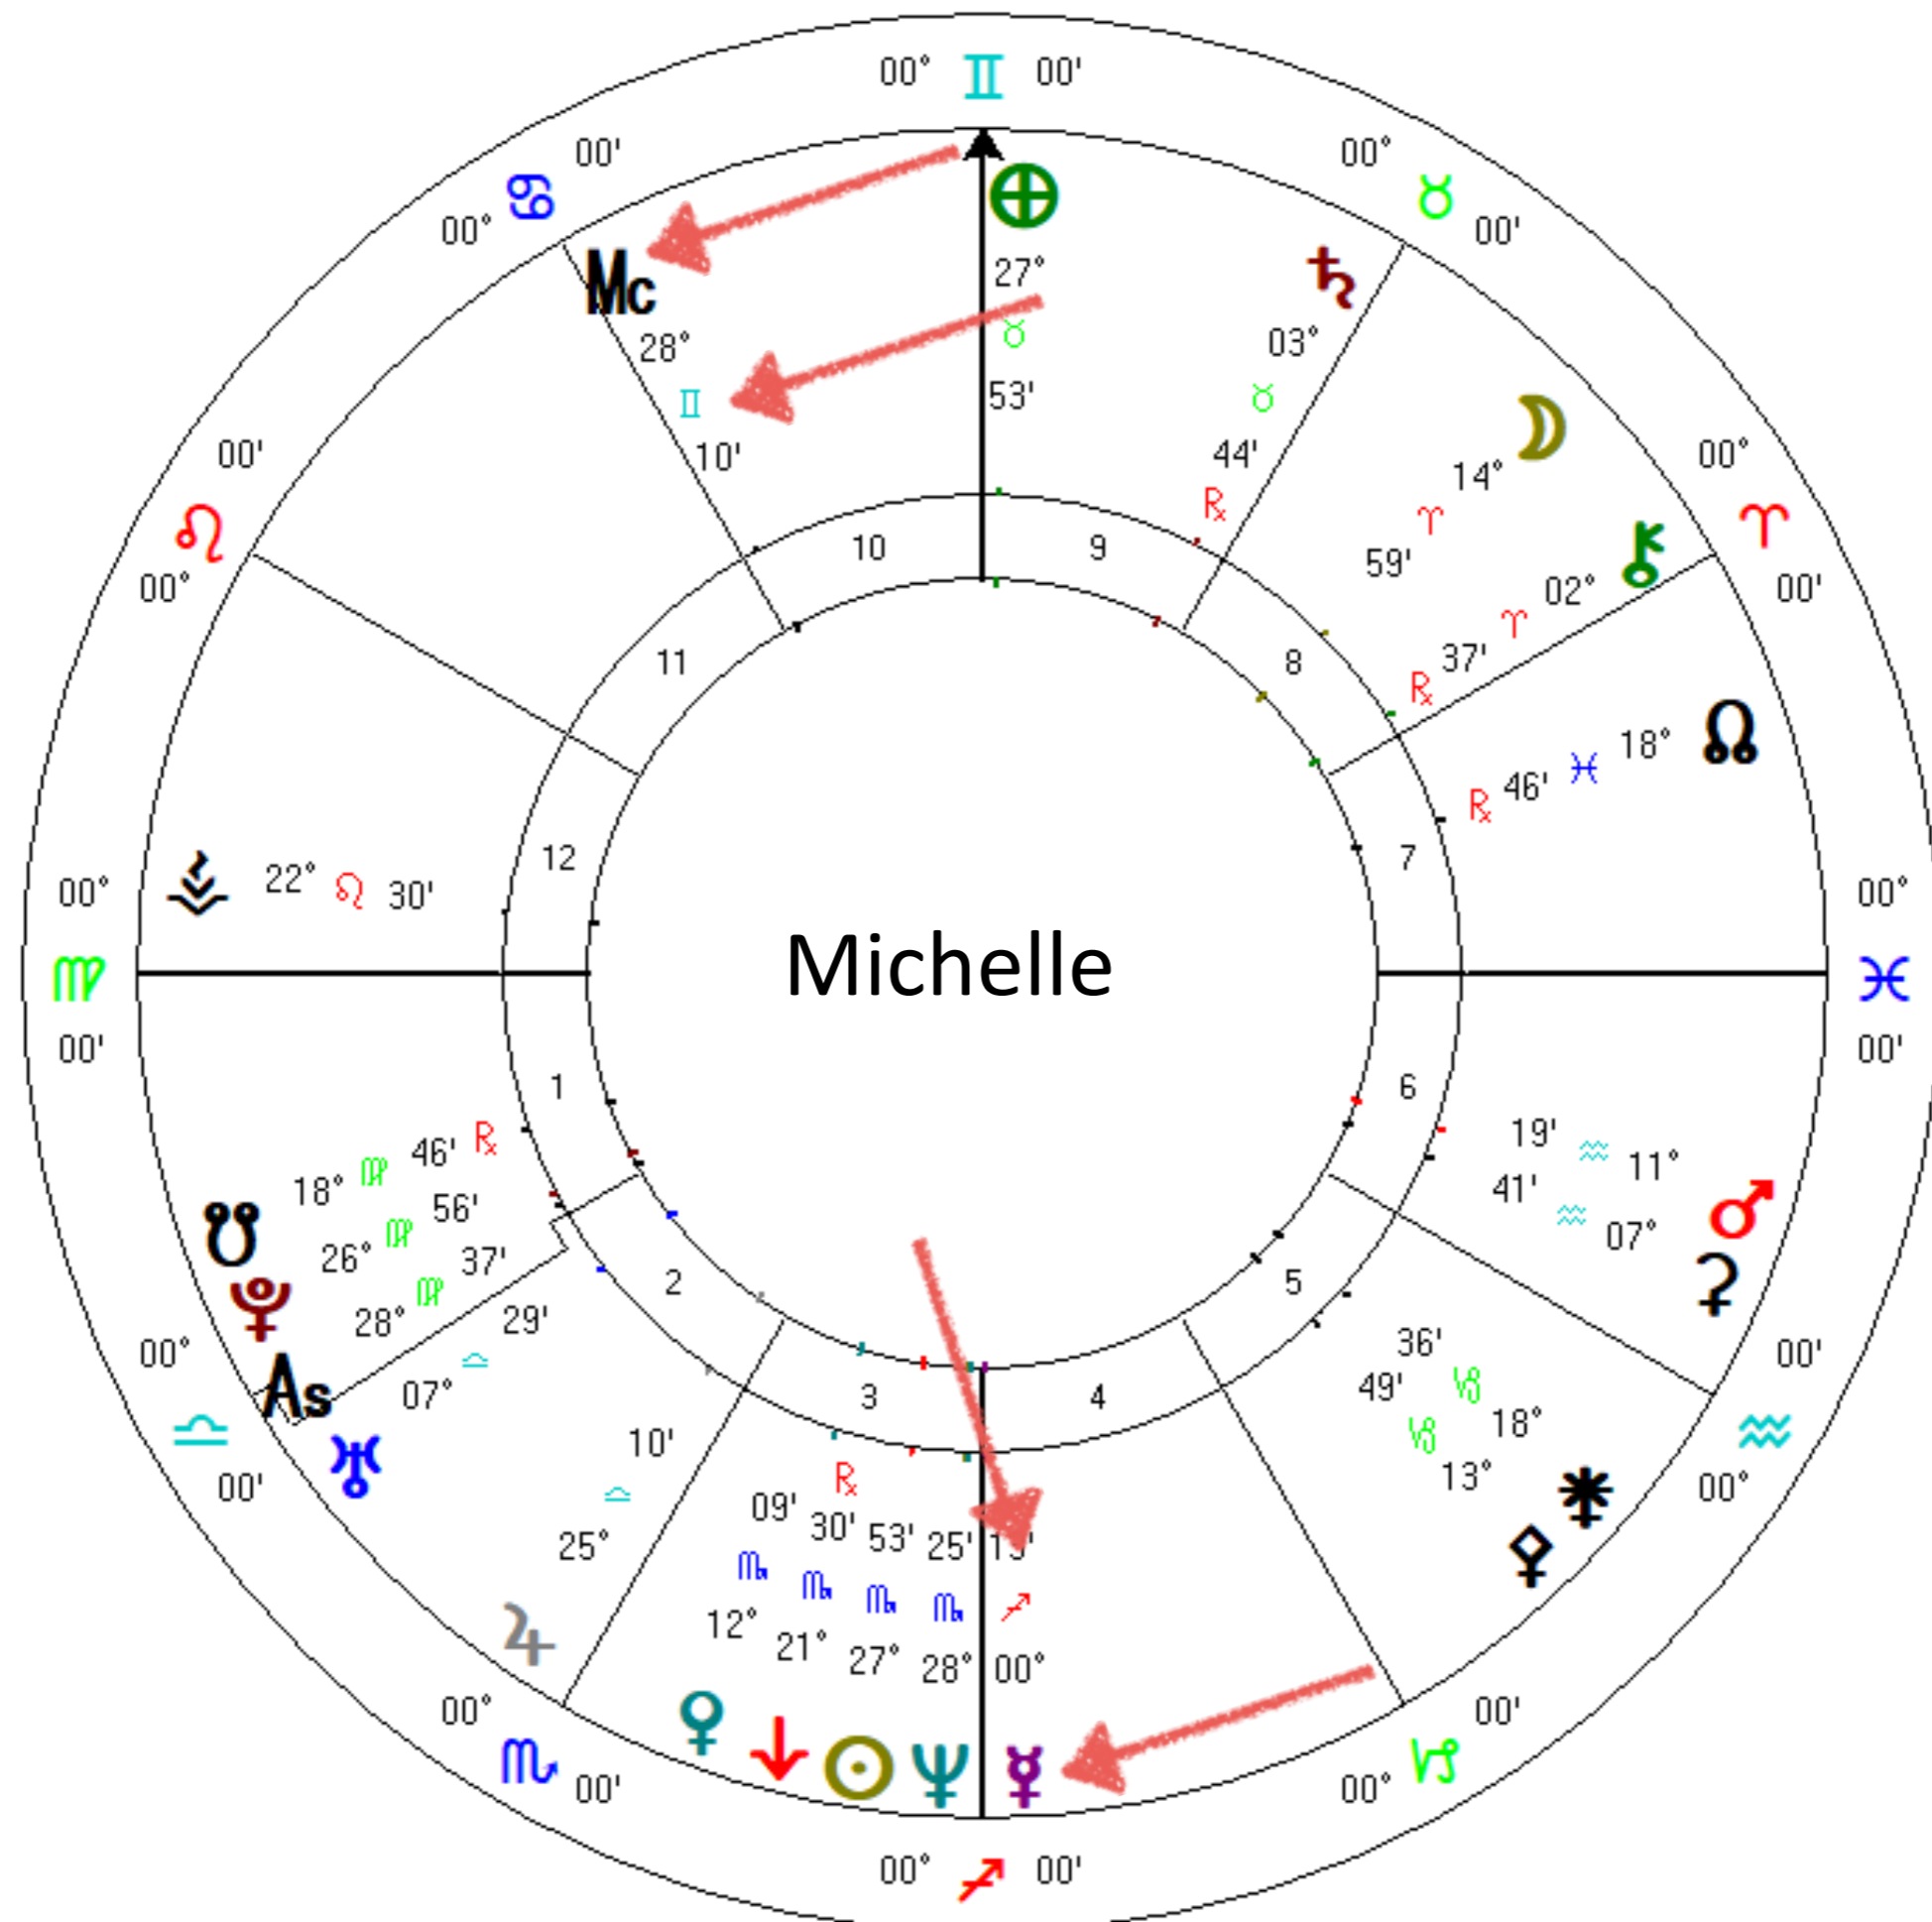 00° ♊ 00'
00'
00° ♋
00° ♉
00'
Mc 28° ♊ 10'
⊕ 27° ♉ 53'
♄ 03° ♉ 44' ℞
☽ 14° ♈ 59'
00' ♌ 00°
00° ♈ 00'
⚷ 02° ♈ 37' ℞
☊ 18° ♓ 46' ℞
10 9
11 8
12 7
⚶ 22° ♌ 30'
00° ♍ 00'
Michelle
00° ♓ 00'
1 6
2 5
3 4
☋ 18° ♍ 46' ℞
♇ 26° ♍ 56'
As 28° ♍ 37'
♅ 07° ♎ 29'
♃ 25° ♎ 10'
♂ 11° ♒ 19'
⚳ 07° ♒ 41'
⚵ 18° ♑ 36'
⚴ 13° ♑ 49'
00° ♎ 00'
00' ♒ 00°
♀ 12° ♏ 09'
21° ♏ 30' ℞
☉ 27° ♏ 53'
♆ 28° ♏ 25'
☿ 00° ♐
00° ♏ 00'
00' ♑ 00°
00° ♐ 00'